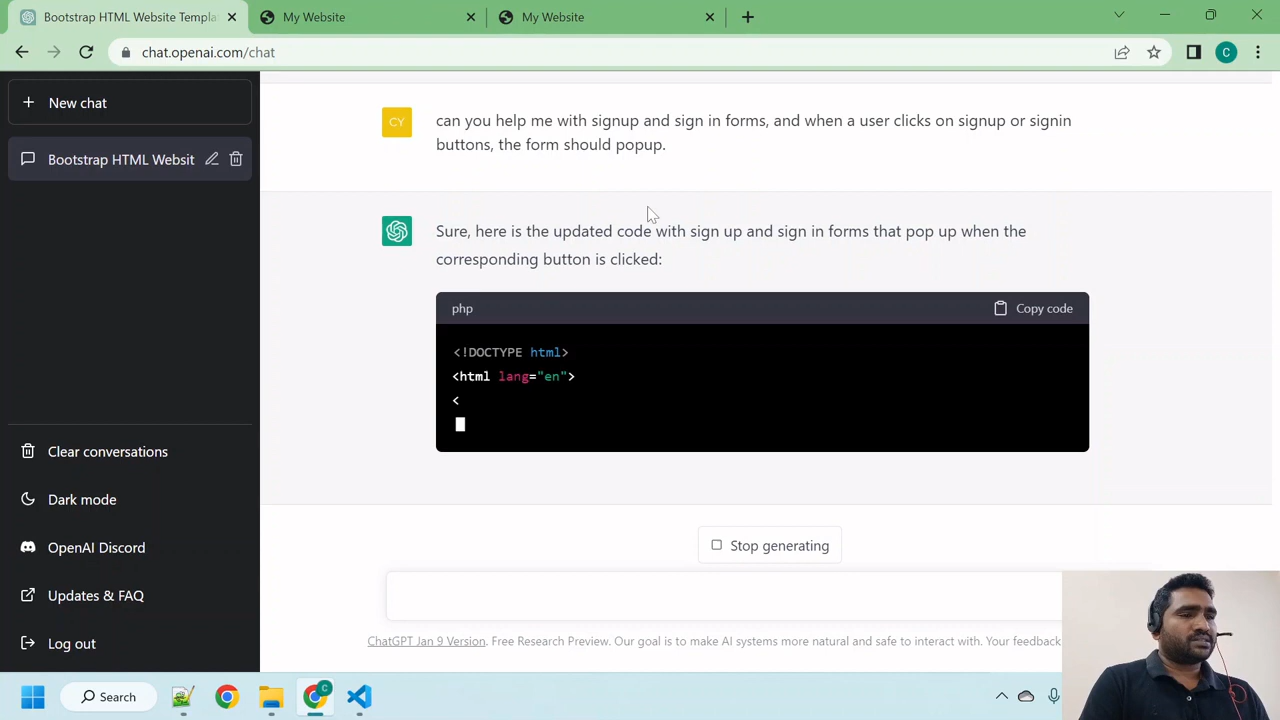 Bootstrap HTML Website Templa
My Website
My Website
chat.openai.com/chat
C
New chat
Bootstrap HTML Websit
CY
can you help me with signup and sign in forms, and when a user clicks on signup or signin
buttons, the form should popup.
Sure, here is the updated code with sign up and sign in forms that pop up when the
corresponding button is clicked:
php
Copy code
<!DOCTYPE html>
<html lang="en">
<
Clear conversations
Dark mode
OpenAI Discord
Updates & FAQ
Log out
Stop generating
ChatGPT Jan 9 Version. Free Research Preview. Our goal is to make AI systems more natural and safe to interact with. Your feedback
Search
C